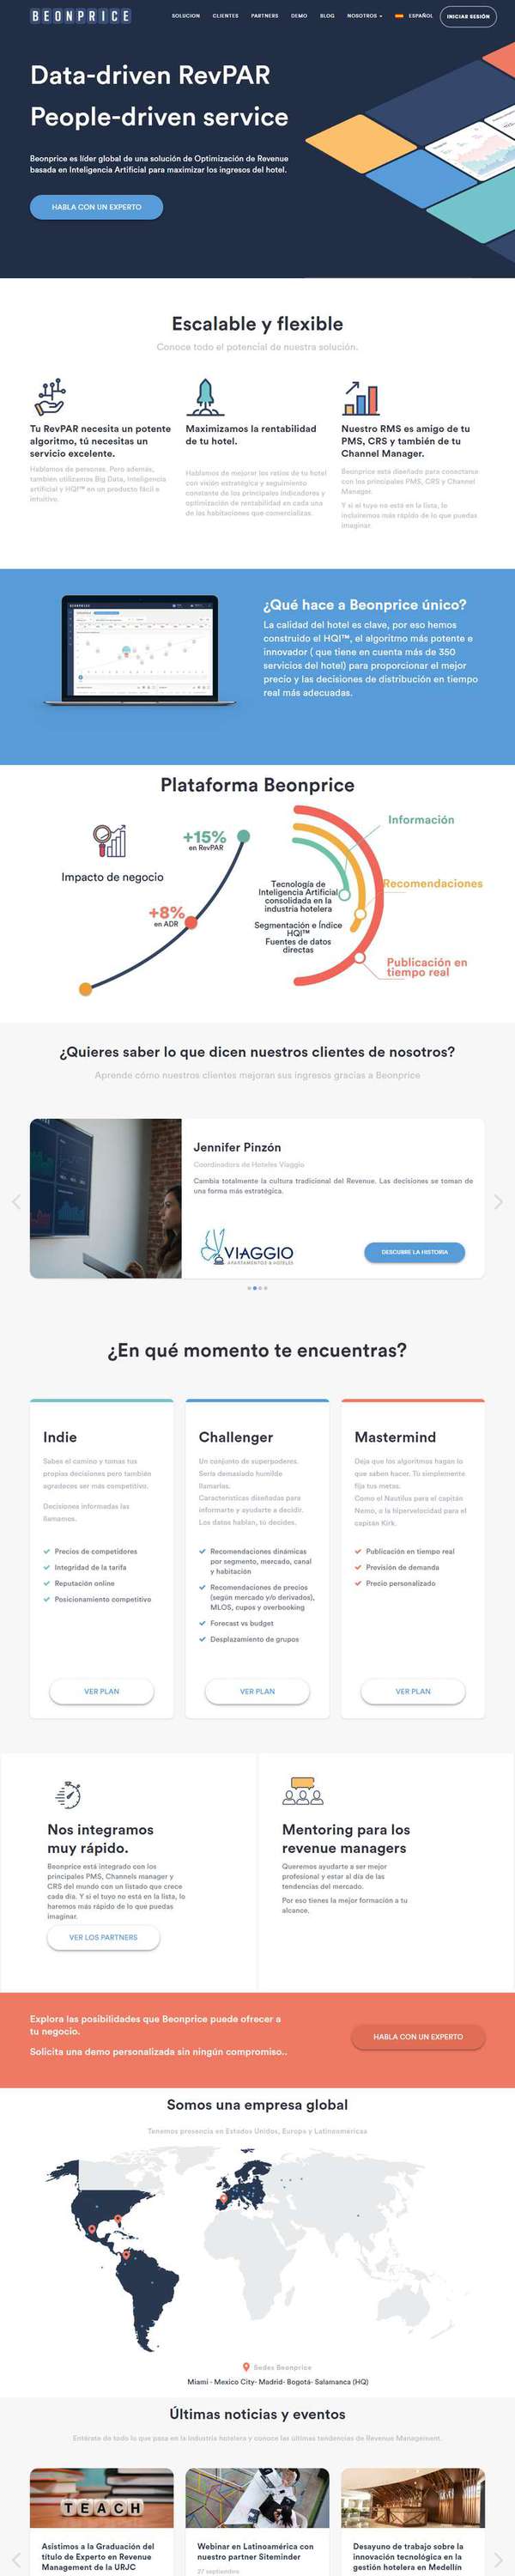 BEONPRICE
SOLUCION CLIENTES PARTNERS DEMO BLOG NOSOTROS ESPAÑOL INICIAR SESIÓN
Data-driven RevPAR
People-driven service
Beonprice es líder global de una solución de Optimización de Revenue
basada en Inteligencia Artificial para maximizar los ingresos del hotel.
HABLA CON UN EXPERTO
Escalable y flexible
Conoce todo el potencial de nuestra solución.
Tu RevPAR necesita un potente
algoritmo, tú necesitas un
servicio excelente.
Hablamos de personas. Pero además,
también utilizamos Big Data, Inteligencia
artificial y HQI™ en un producto fácil e
intuitivo.
Maximizamos la rentabilidad
de tu hotel.
Hablamos de mejorar los ratios de tu hotel
con visión estratégica y seguimiento
constante de los principales indicadores y
optimización de rentabilidad en cada una
de las habitaciones que comercializas.
Nuestro RMS es amigo de tu
PMS, CRS y también de tu
Channel Manager.
Beonprice está diseñado para conectarse
con los principales PMS, CRS y Channel
Manager.
Y si el tuyo no está en la lista, lo
incluiremos más rápido de lo que puedas
imaginar.
¿Qué hace a Beonprice único?
La calidad del hotel es clave, por eso hemos
construido el HQI™, el algoritmo más potente e
innovador ( que tiene en cuenta más de 350
servicios del hotel) para proporcionar el mejor
precio y las decisiones de distribución en tiempo
real más adecuadas.
Plataforma Beonprice
Impacto de negocio
+15%
en RevPAR
+8%
en ADR
Información
Tecnología de
Inteligencia Artificial
consolidada en la
industria hotelera
Recomendaciones
Segmentación e Índice
HQI™
Fuentes de datos
directas
Publicación en
tiempo real
¿Quieres saber lo que dicen nuestros clientes de nosotros?
Aprende cómo nuestros clientes mejoran sus ingresos gracias a Beonprice
Jennifer Pinzón
Coordinadora de Hoteles Viaggio
Cambia totalmente la cultura tradicional del Revenue. Las decisiones se toman de
una forma más estratégica.
VIAGGIO
APARTAMENTOS & HOTELES
DESCUBRE LA HISTORIA
¿En qué momento te encuentras?
Indie
Sabes el camino y tomas tus
propias decisiones pero también
agradeces ser más competitivo.
Decisiones informadas las
llamamos.
Precios de competidores
Integridad de la tarifa
Reputación online
Posicionamiento competitivo
VER PLAN
Challenger
Un conjunto de superpoderes.
Sería demasiado humilde
llamarlas.
Características diseñadas para
informarte y ayudarte a decidir.
Los datos hablan, tú decides.
Recomendaciones dinámicas
por segmento, mercado, canal
y habitación
Recomendaciones de precios
(según mercado y/o derivados),
MLOS, cupos y overbooking
Forecast vs budget
Desplazamiento de grupos
VER PLAN
Mastermind
Deja que los algoritmos hagan lo
que saben hacer. Tú simplemente
fija tus metas.
Como el Nautilus para el capitán
Nemo, o la hipervelocidad para el
capitán Kirk.
Publicación en tiempo real
Previsión de demanda
Precio personalizado
VER PLAN
Nos integramos
muy rápido.
Beonprice está integrado con los
principales PMS, Channels manager y
CRS del mundo con un listado que crece
cada día. Y si el tuyo no está en la lista, lo
haremos más rápido de lo que puedas
imaginar.
VER LOS PARTNERS
Mentoring para los
revenue managers
Queremos ayudarte a ser mejor
profesional y estar al día de las
tendencias del mercado.
Por eso tienes la mejor formación a tu
alcance.
Explora las posibilidades que Beonprice puede ofrecer a
tu negocio.
Solicita una demo personalizada sin ningún compromiso..
HABLA CON UN EXPERTO
Somos una empresa global
Tenemos presencia en Estados Unidos, Europa y Latinoaméricas
Sedes Beonprice
Miami - Mexico City- Madrid- Bogotá- Salamanca (HQ)
Últimas noticias y eventos
Entérate de todo lo que pasa en la industria hotelera y conoce las últimas tendencias de Revenue Management.
TEACH
Asistimos a la Graduación del
título de Experto en Revenue
Management de la URJC
Webinar en Latinoamérica con
nuestro partner Siteminder
27 septiembre
Desayuno de trabajo sobre la
innovación tecnológica en la
gestión hotelera en Medellín